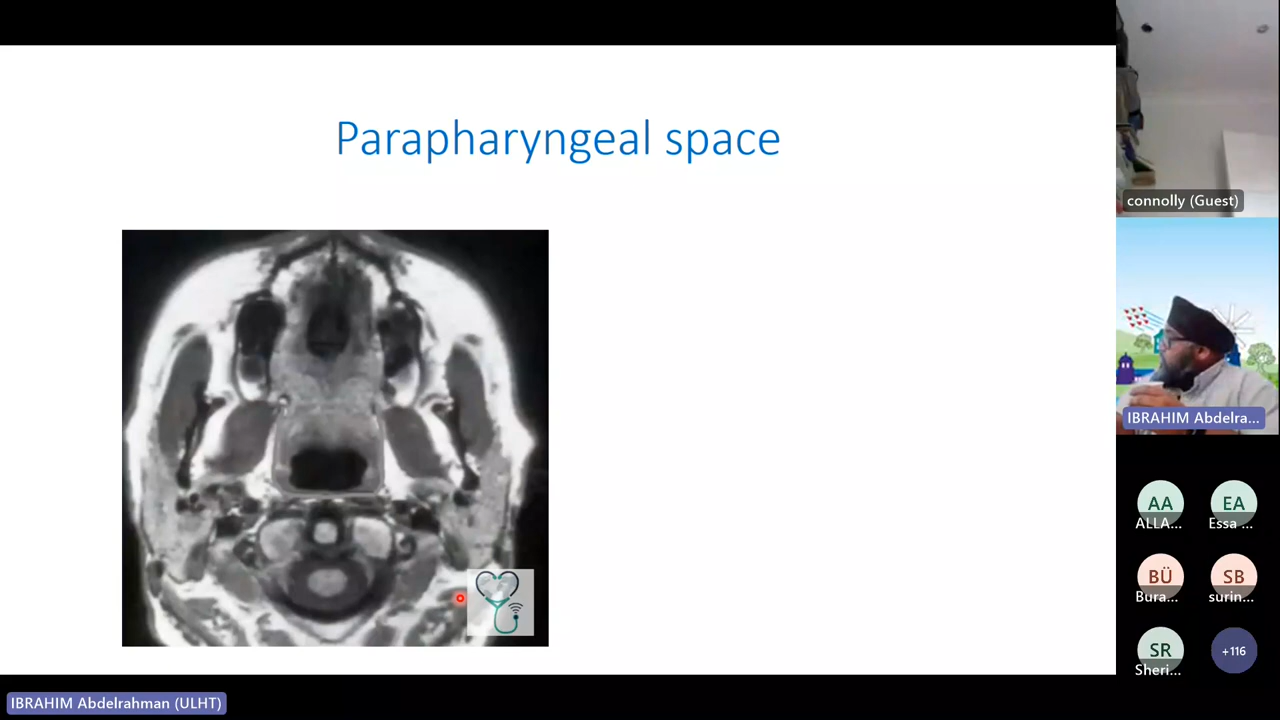 Parapharyngeal space
connolly (Guest)
IBRAHIM Abdelra...
AA
ALLA...
EA
Essa ...
BÜ
Bura...
SB
surin...
SR
Sheri...
+116
IBRAHIM Abdelrahman (ULHT)